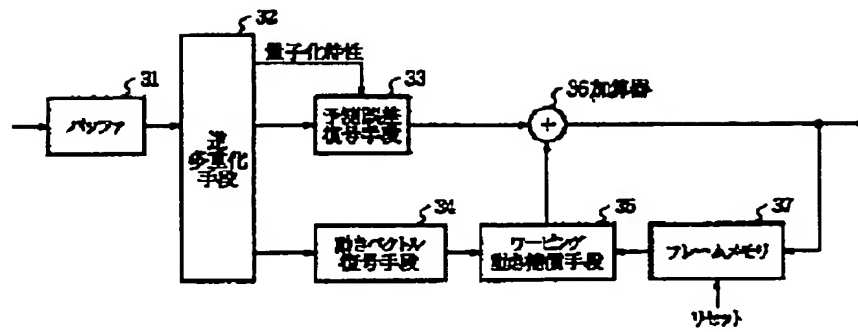 32
量子化特性
31
33
36 加算器
バッファ
逆
多重化
手段
予測誤差
復号手段
+
34
35
37
動きベクトル
復号手段
ワーピング
動き補償手段
フレームメモリ
リセット